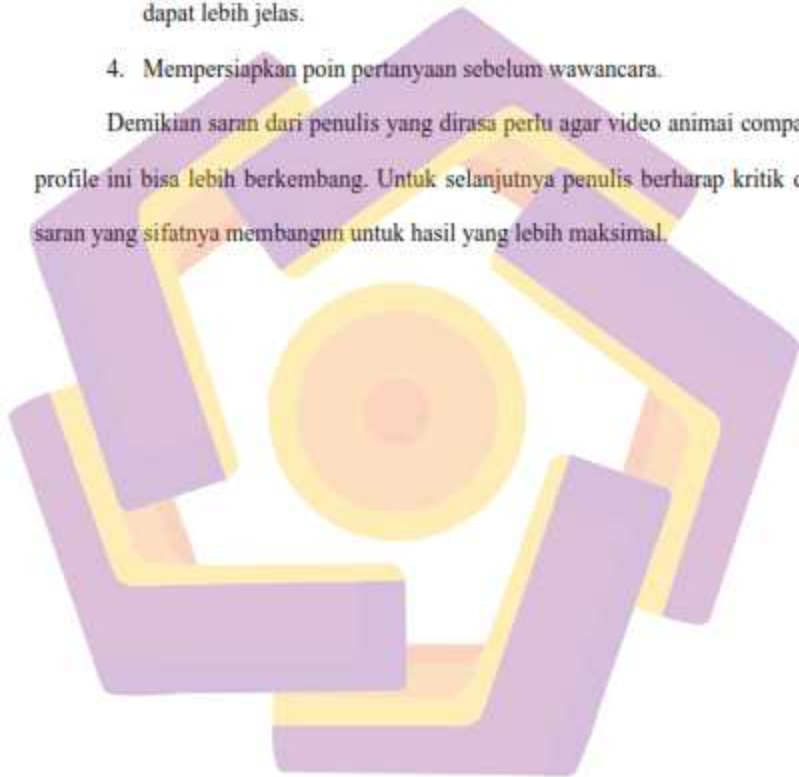 dapat lebih jelas.
4. Mempersiapkan poin pertanyaan sebelum wawancara.
Demikian saran dari penulis yang dirasa perlu agar video animai compa
profile ini bisa lebih berkembang. Untuk selanjutnya penulis berharap kritik
saran yang sifatnya membangun untuk hasil yang lebih maksimal.